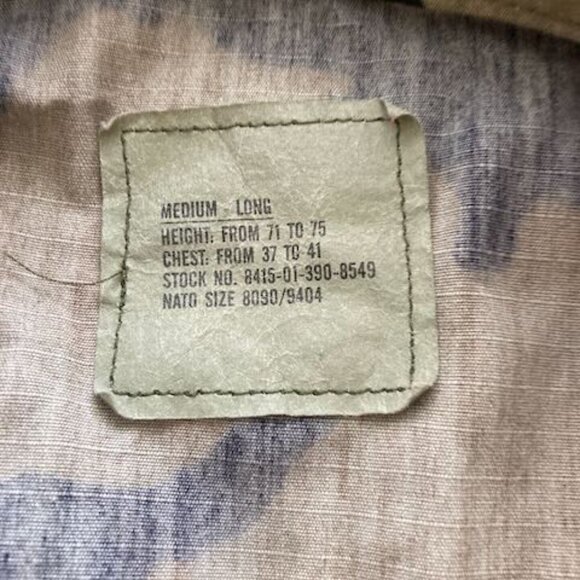 MEDIUM - LONG
HEIGHT: FROM 71 TO 75
CHEST: FROM 37 TO 41
STOCK NO. 8415-01-390-8549
NATO SIZE 8090/9404